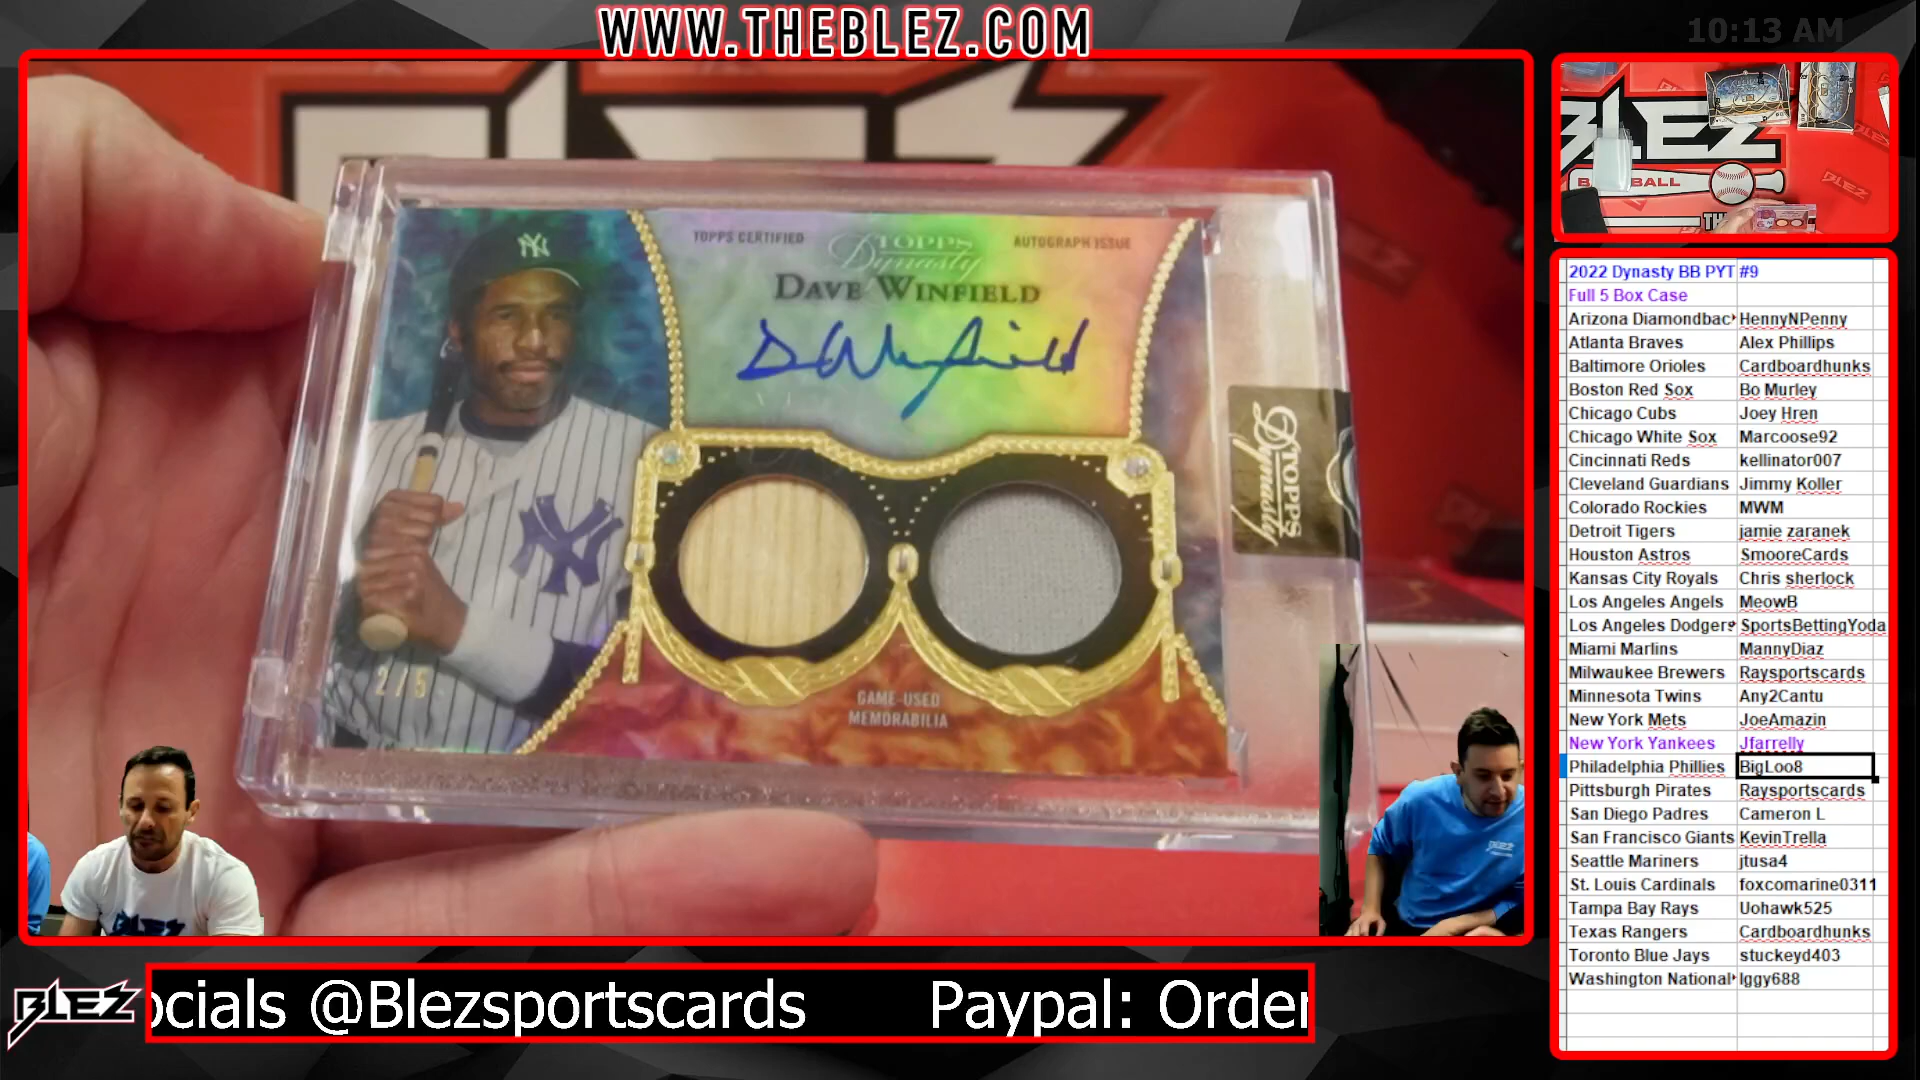 WWW.THEBLEZ.COM
10:13 AM
TOPPS CERTIFIED
TOPPS
Dynasty
AUTOGRAPH ISSUE
DAVE WINFIELD
D Winfield
NY
NY
2/5
GAME-USED
MEMORABILIA
TOPPS
Dynasty
BLEZ
BLEZ
2022 Dynasty BB PYT #9
Full 5 Box Case
Arizona Diamondbac HennyNPenny
Atlanta Braves Alex Phillips
Baltimore Orioles Cardboardhunks
Boston Red Sox Bo Murley
Chicago Cubs Joey Hren
Chicago White Sox Marcoose92
Cincinnati Reds kellinator007
Cleveland Guardians Jimmy Koller
Colorado Rockies MWM
Detroit Tigers jamie zaranek
Houston Astros SmooreCards
Kansas City Royals Chris sherlock
Los Angeles Angels MeowB
Los Angeles Dodgers SportsBettingYoda
Miami Marlins MannyDiaz
Milwaukee Brewers Raysportscards
Minnesota Twins Any2Cantu
New York Mets JoeAmazin
New York Yankees Jfarrelly
Philadelphia Phillies BigLoo8
Pittsburgh Pirates Raysportscards
San Diego Padres Cameron L
San Francisco Giants KevinTrella
Seattle Mariners jtusa4
St. Louis Cardinals foxcomarine0311
Tampa Bay Rays Uohawk525
Texas Rangers Cardboardhunks
Toronto Blue Jays stuckeyd403
Washington National Iggy688
BLEZ
ocials @Blezsportscards Paypal: Order